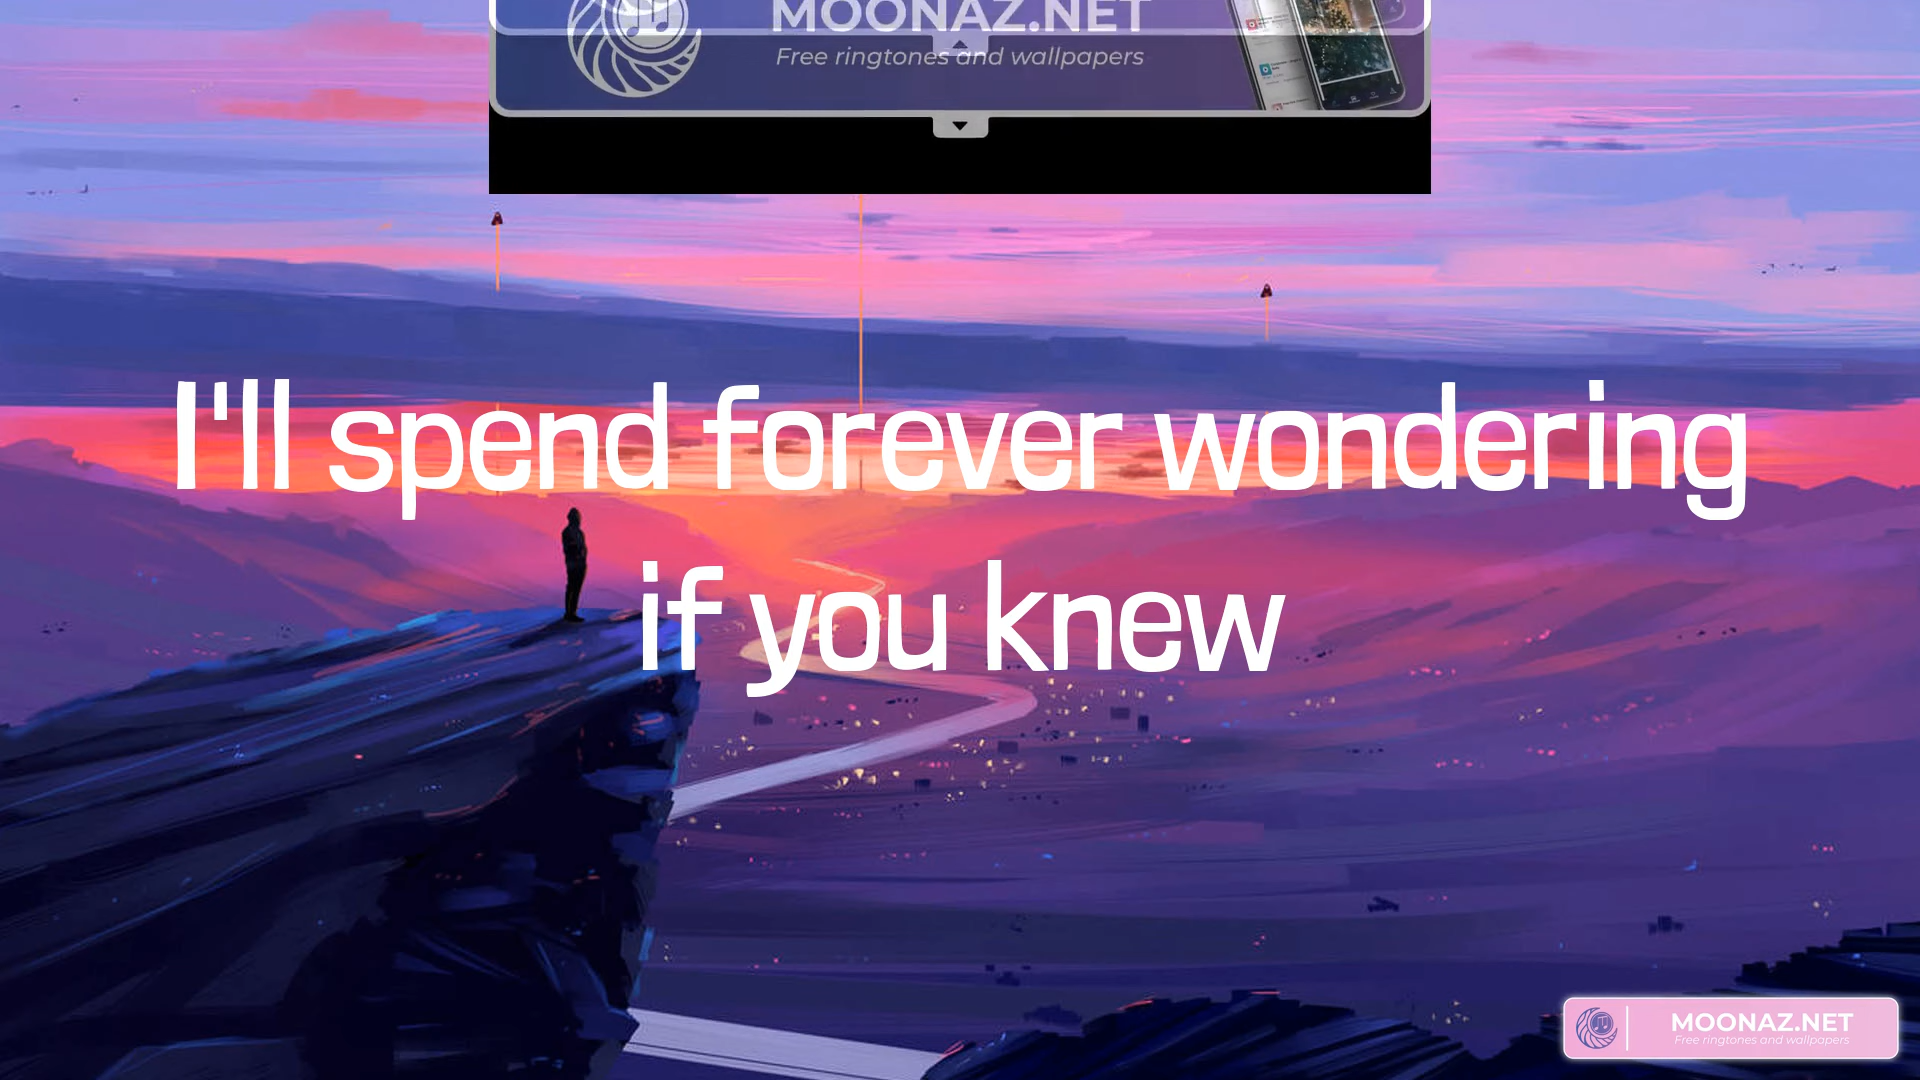 MOONAZ.NET
Free ringtones and wallpapers
I'll spend forever wondering
if you knew
MOONAZ.NET
Free ringtones and wallpapers